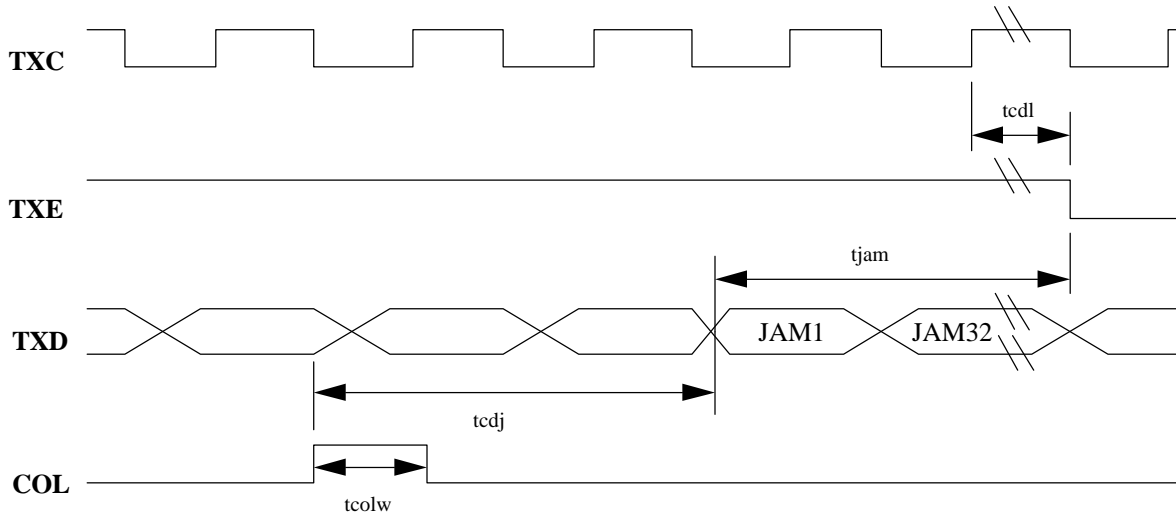 TXC
tcdl
TXE
tjam
TXD
JAM1
JAM32
tcdj
COL
tcolw